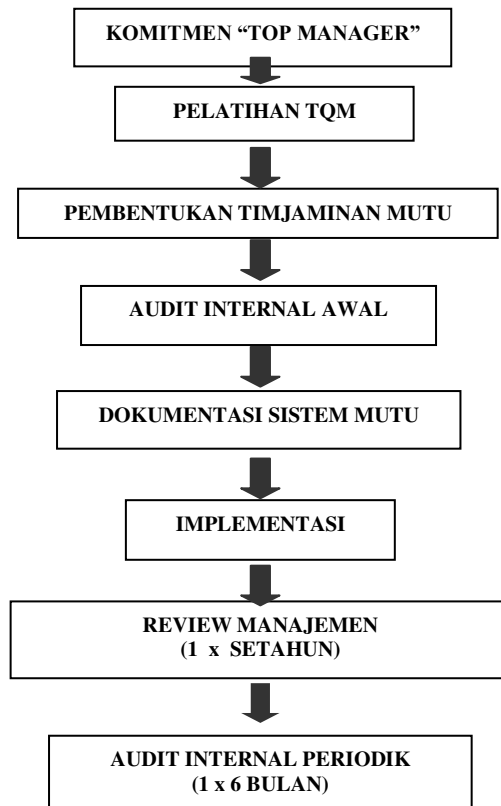 KOMITMEN “TOP MANAGER”
PELATIHAN TQM
PEMBENTUKAN TIMJAMINAN MUTU
AUDIT INTERNAL AWAL
DOKUMENTASI SISTEM MUTU
IMPLEMENTASI
REVIEW MANAJEMEN
(1 x SETAHUN)
AUDIT INTERNAL PERIODIK
(1 x 6 BULAN)